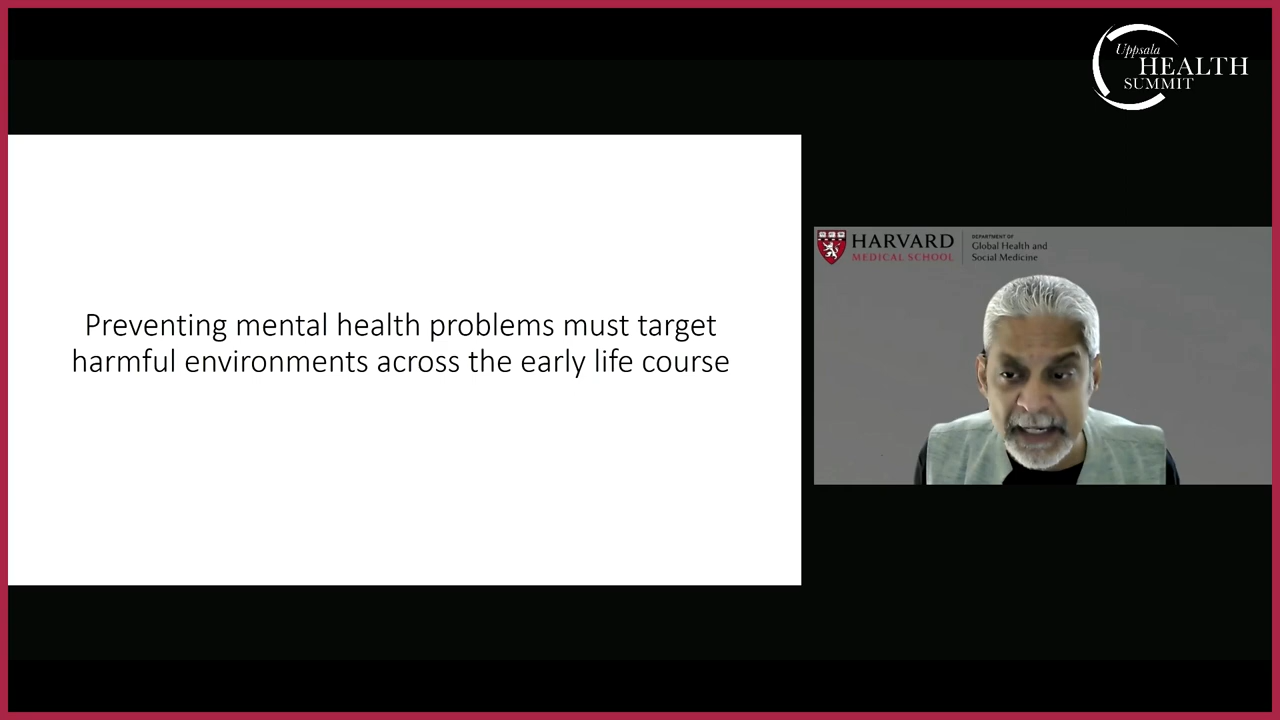 Uppsala
HEALTH
SUMMIT
HARVARD
MEDICAL SCHOOL
DEPARTMENT OF
Global Health and
Social Medicine
Preventing mental health problems must target
harmful environments across the early life course